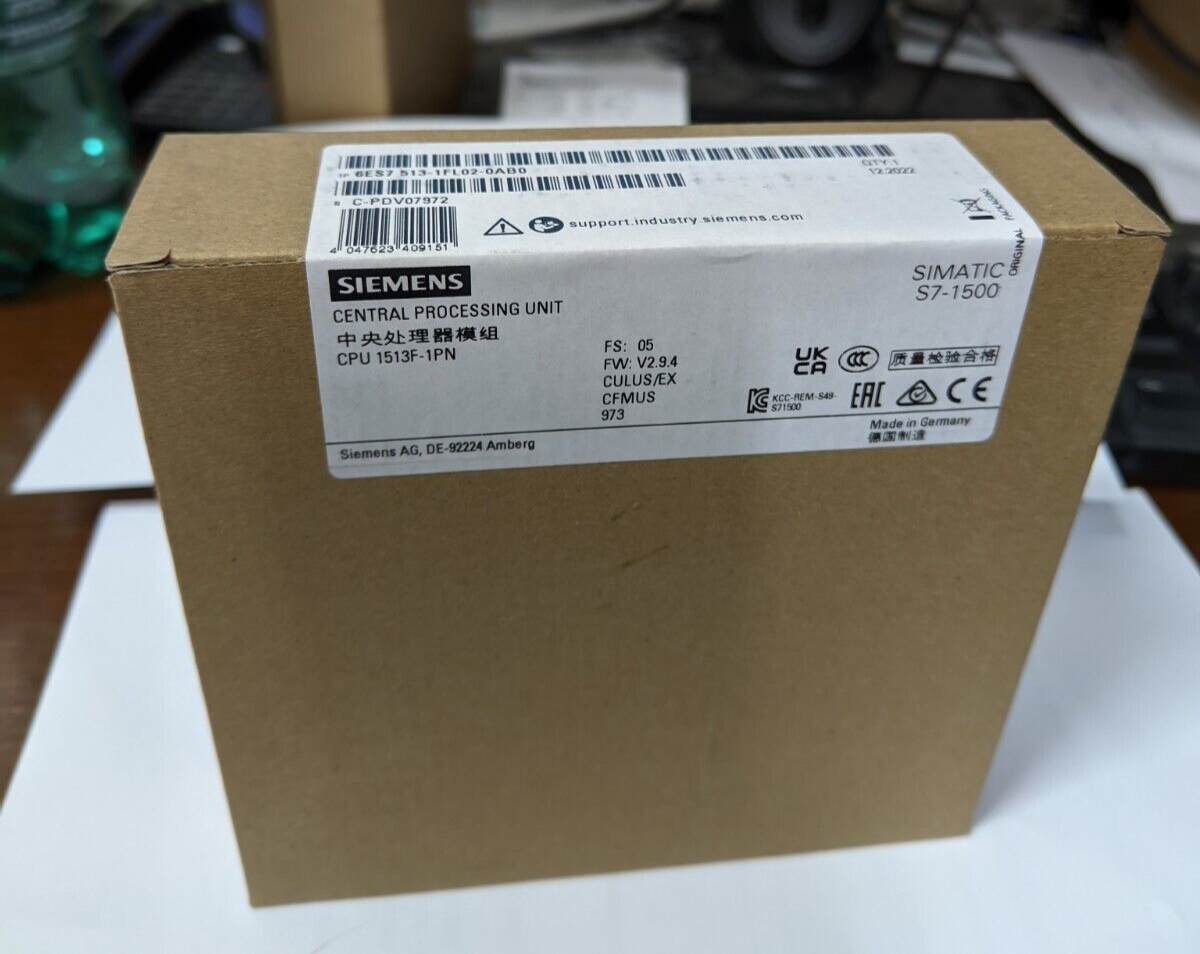 1P 6ES7 513-1FL02-0AB0
QTY:1
12.2022
S C-PDV07972
4 047623 409151
support.industry.siemens.com
ORIGINAL PACKAGING
SIEMENS
SIMATIC
S7-1500
CENTRAL PROCESSING UNIT
中央处理器模组
CPU 1513F-1PN
FS: 05
FW: V2.9.4
CULUS/EX
CFMUS
973
UK
CA
CCC
质量检验合格
KCC-REM-S49-
S71500
EAC
CE
Made in Germany
德国制造
Siemens AG, DE-92224 Amberg